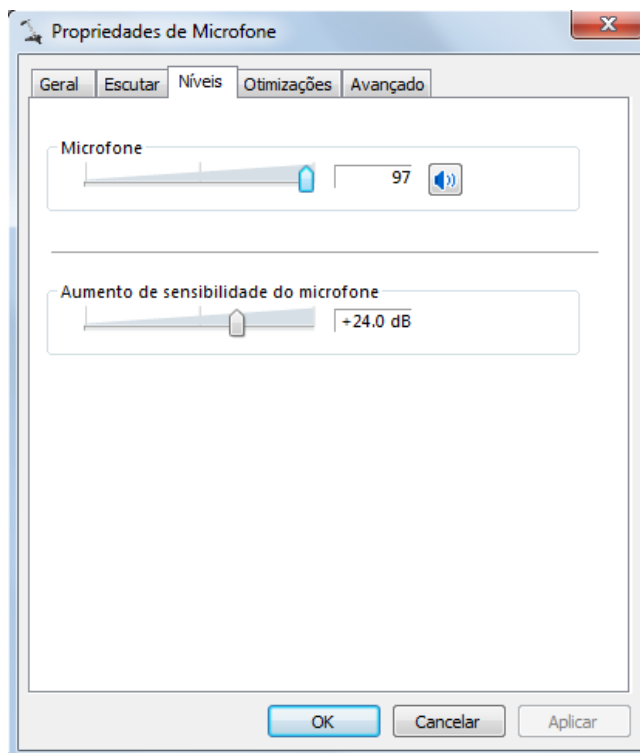 Propriedades de Microfone
Geral Escutar Níveis Otimizações Avançado
Microfone
97
Aumento de sensibilidade do microfone
+24.0 dB
OK Cancelar Aplicar